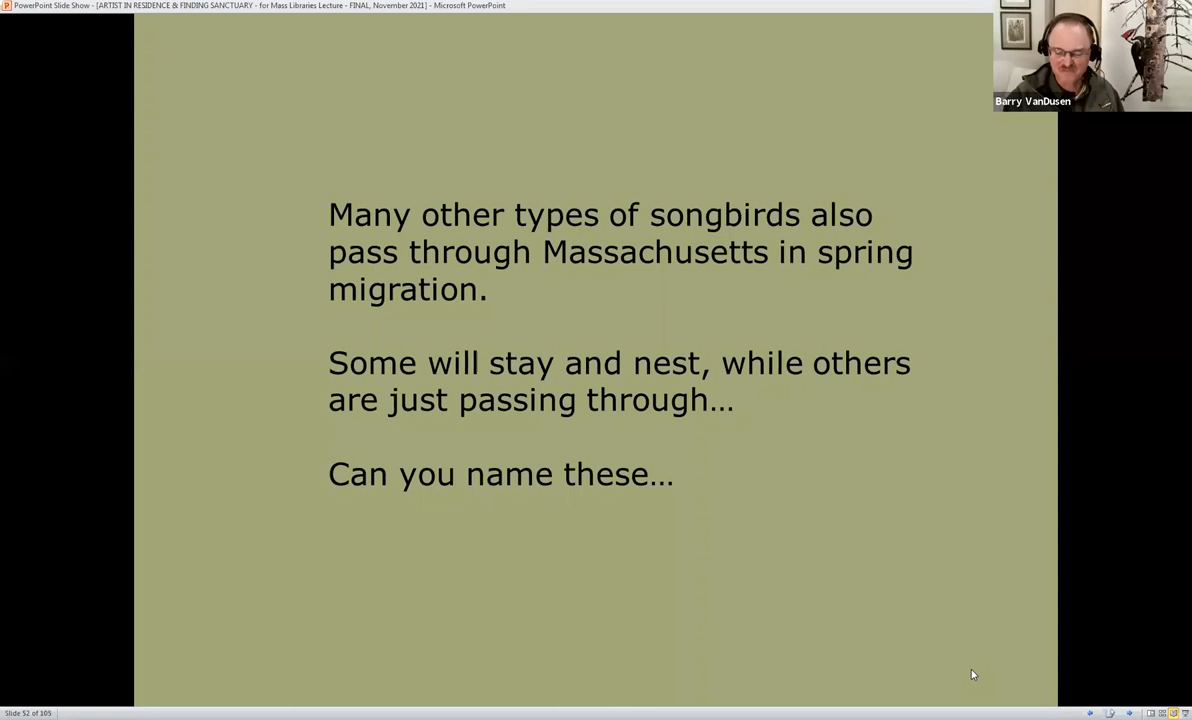 PowerPoint Slide Show - [ARTIST IN RESIDENCE & FINDING SANCTUARY - for Mass Libraries Lecture - FINAL, November 2021] - Microsoft PowerPoint
Barry VanDusen
Many other types of songbirds also
pass through Massachusetts in spring
migration.
Some will stay and nest, while others
are just passing through…
Can you name these…
Slide 52 of 105